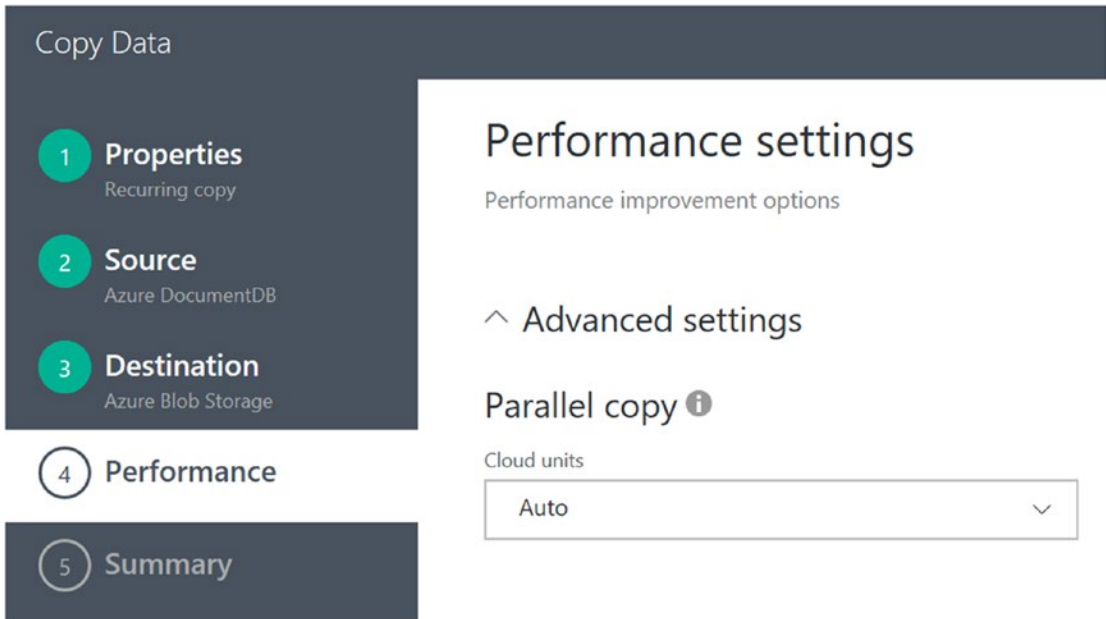 Copy Data
1 Properties
Recurring copy
2 Source
Azure DocumentDB
3 Destination
Azure Blob Storage
4 Performance
5 Summary
Performance settings
Performance improvement options
Advanced settings
Parallel copy
Cloud units
Auto